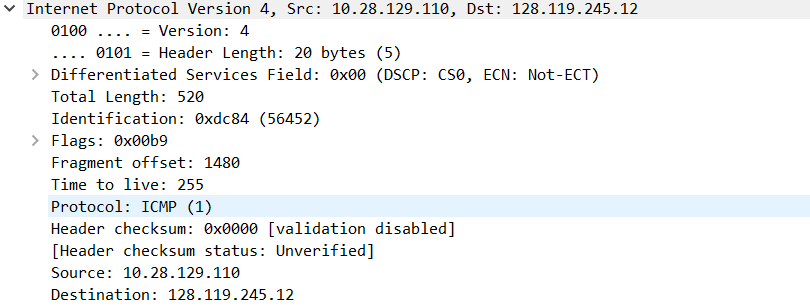 Internet Protocol Version 4, Src: 10.28.129.110, Dst: 128.119.245.12
0100 .... = Version: 4
.... 0101 = Header Length: 20 bytes (5)
Differentiated Services Field: 0x00 (DSCP: CS0, ECN: Not-ECT)
Total Length: 520
Identification: 0xdc84 (56452)
Flags: 0x00b9
Fragment offset: 1480
Time to live: 255
Protocol: ICMP (1)
Header checksum: 0x0000 [validation disabled]
[Header checksum status: Unverified]
Source: 10.28.129.110
Destination: 128.119.245.12